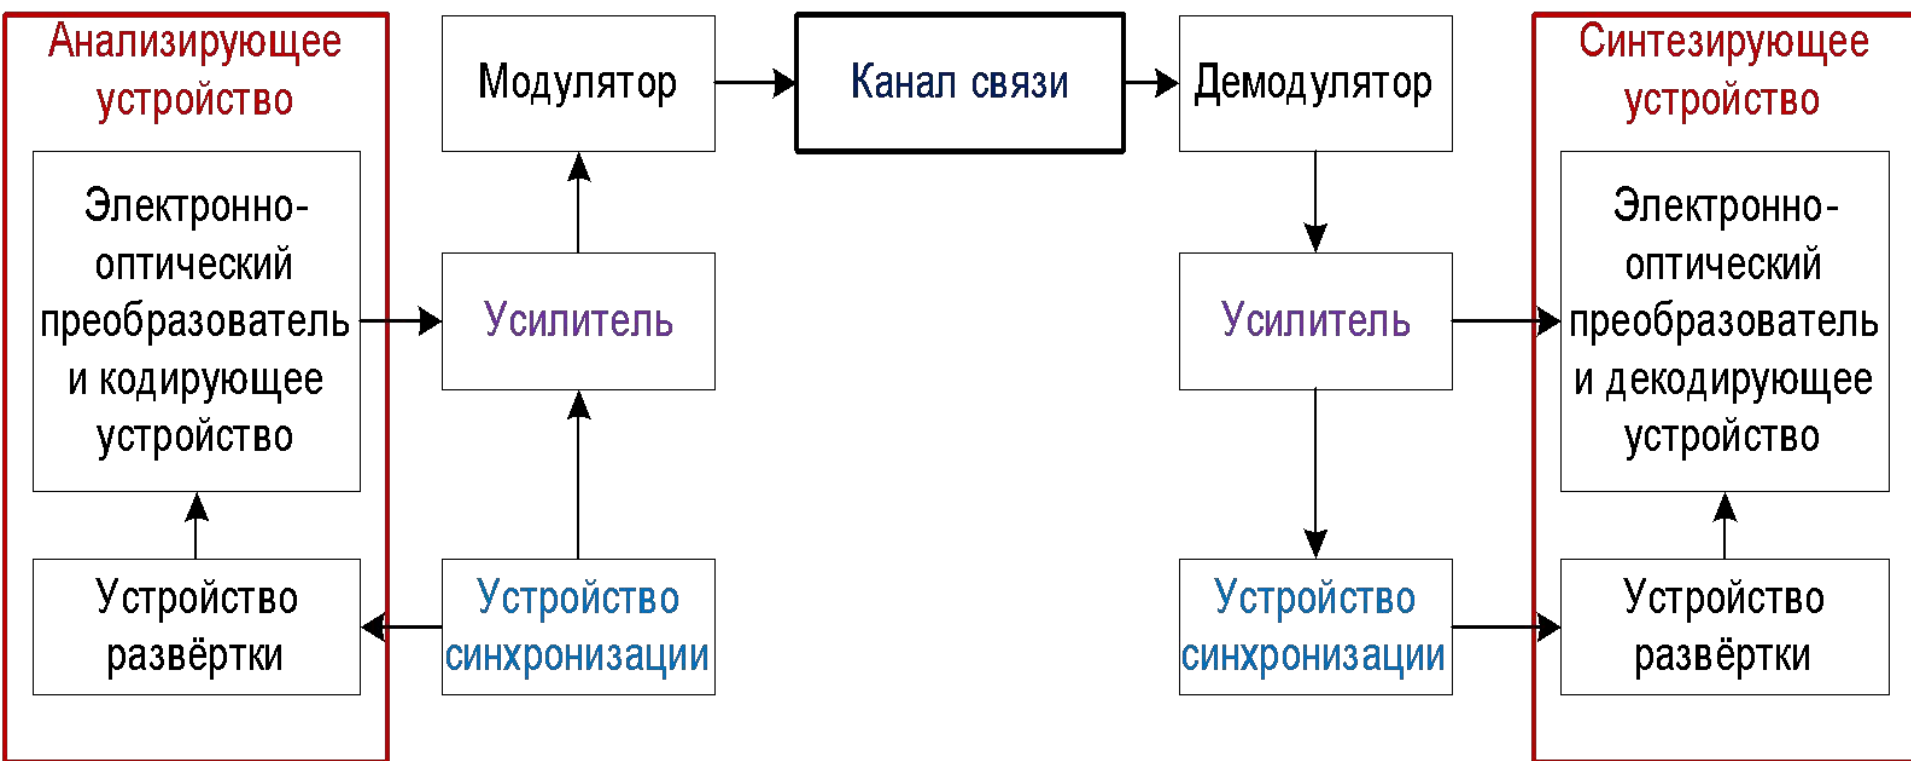 Анализирующее
устройство
Электронно-
оптический
преобразователь
и кодирующее
устройство
Устройство
развёртки
Модулятор
Усилитель
Устройство
синхронизации
Канал связи
Демодулятор
Усилитель
Устройство
синхронизации
Синтезирующее
устройство
Электронно-
оптический
преобразователь
и декодирующее
устройство
Устройство
развёртки